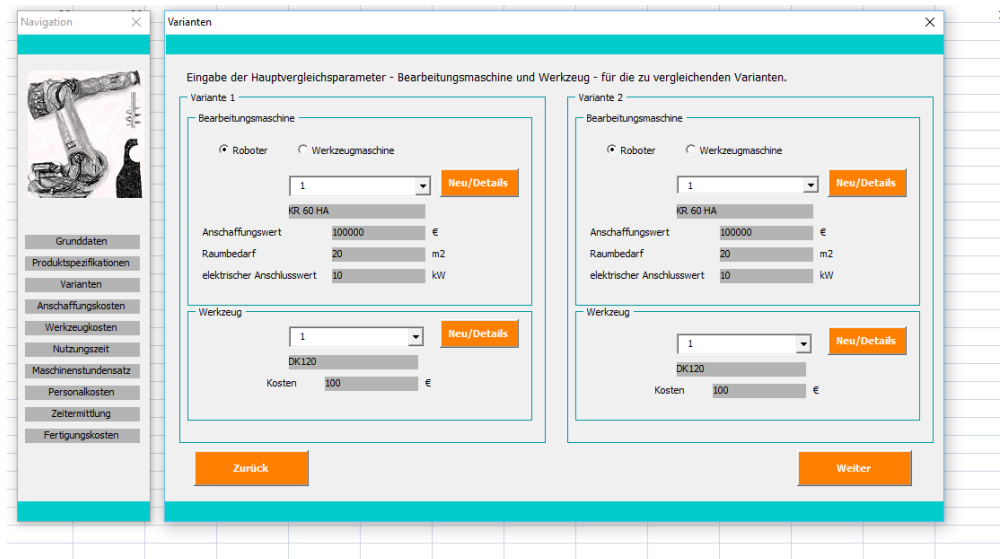 Navigation
Grunddaten
Produktspezifikationen
Varianten
Anschaffungskosten
Werkzeugkosten
Nutzungszeit
Maschinenstundensatz
Personalkosten
Zeitermittlung
Fertigungskosten
Varianten
Eingabe der Hauptvergleichsparameter - Bearbeitungsmaschine und Werkzeug - für die zu vergleichenden Varianten.
Variante 1
Bearbeitungsmaschine
Roboter Werkzeugmaschine
1 Neu/Details
KR 60 HA
Anschaffungswert 100000 €
Raumbedarf 20 m2
elektrischer Anschlusswert 10 kW
Werkzeug
1 Neu/Details
DK120
Kosten 100 €
Variante 2
Bearbeitungsmaschine
Roboter Werkzeugmaschine
1 Neu/Details
KR 60 HA
Anschaffungswert 100000 €
Raumbedarf 20 m2
elektrischer Anschlusswert 10 kW
Werkzeug
1 Neu/Details
DK120
Kosten 100 €
Zurück Weiter